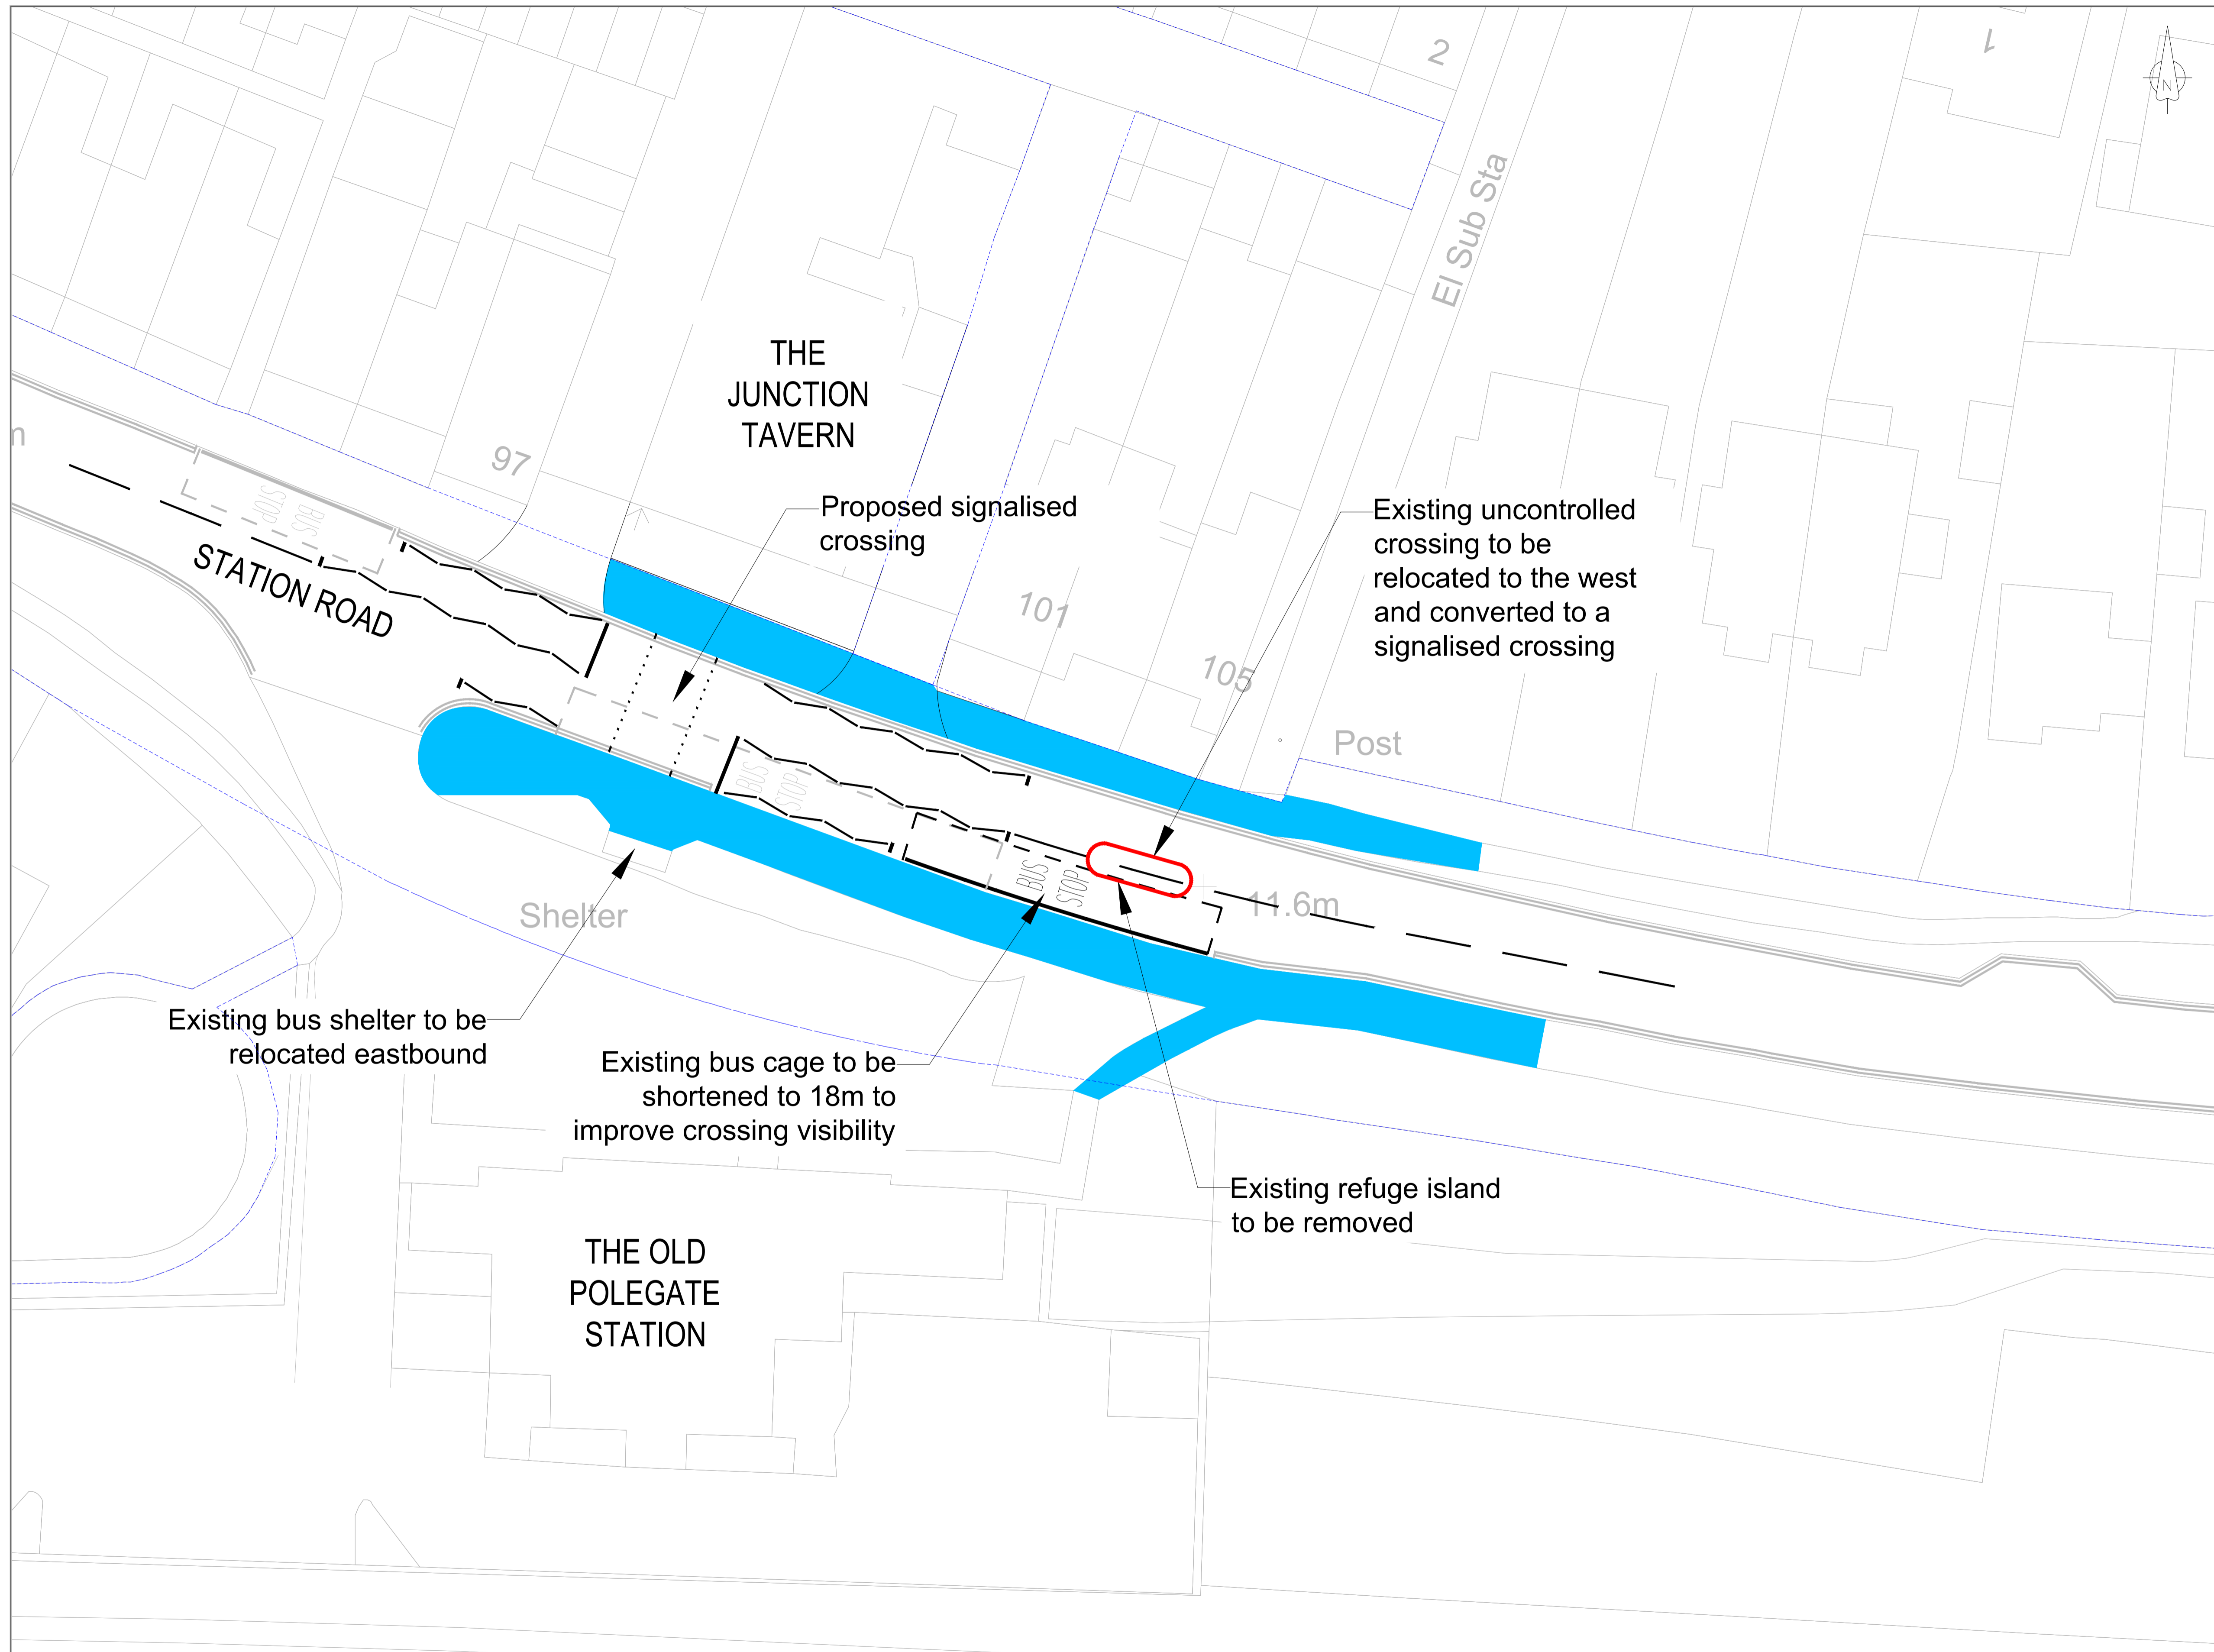 2
1
N
El Sub Sta
THE
JUNCTION
TAVERN
97
Proposed signalised
crossing
Existing uncontrolled
crossing to be
relocated to the west
and converted to a
signalised crossing
BUS
STOP
STATION ROAD
101
105
Post
BUS
STOP
BUS
STOP
11.6m
Shelter
Existing bus shelter to be
relocated eastbound
Existing bus cage to be
shortened to 18m to
improve crossing visibility
Existing refuge island
to be removed
THE OLD
POLEGATE
STATION